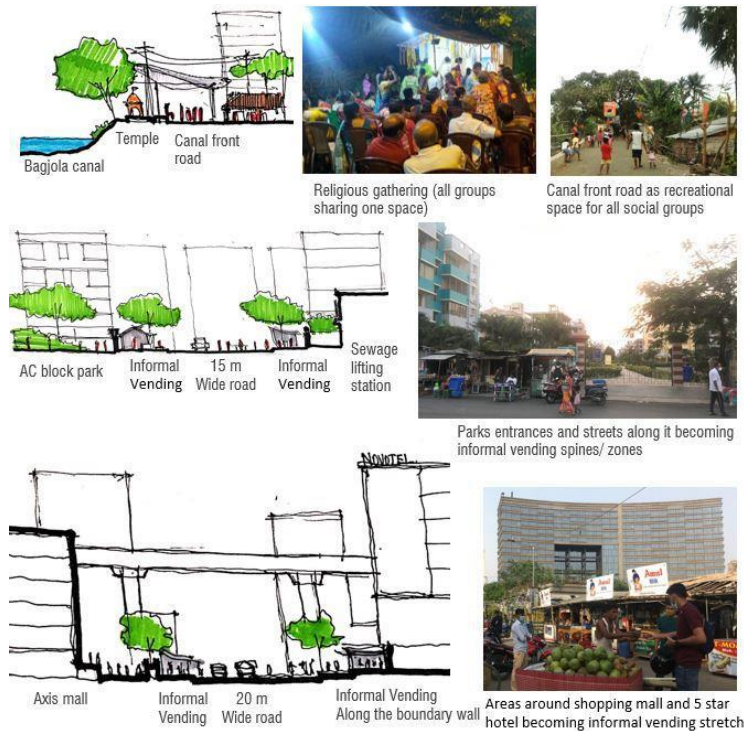 Temple
Canal front
road
Bagjola canal
Religious gathering (all groups
sharing one space)
Canal front road as recreational
space for all social groups
AC block park
Informal
Vending
15 m
Wide road
Informal
Vending
Sewage
lifting
station
Parks entrances and streets along it becoming
informal vending spines/ zones
NOVOTEL
Amul
Amul
Axis mall
Informal
Vending
20 m
Wide road
Informal Vending
Along the boundary wall
Areas around shopping mall and 5 star
hotel becoming informal vending stretch